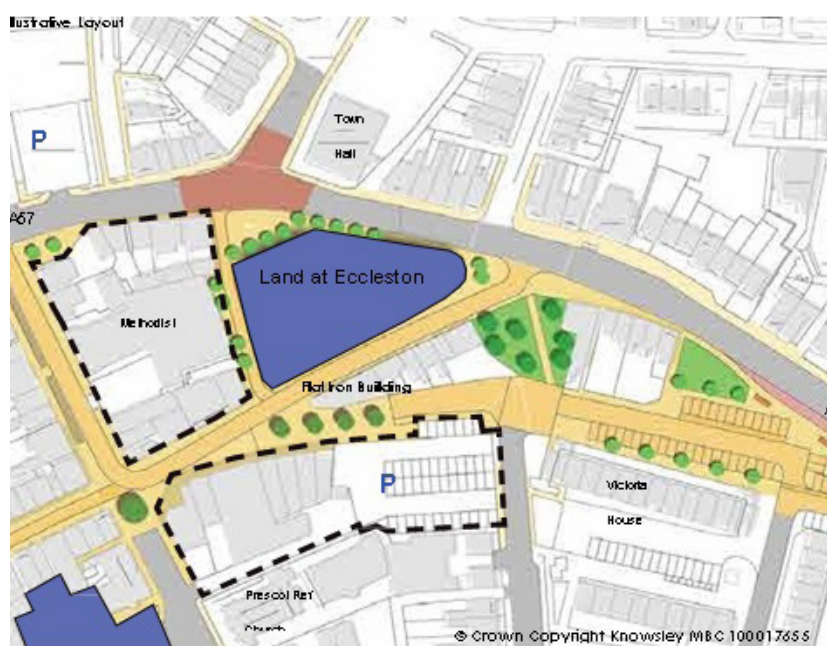 llustrative Layout
P
Town
Hall
A57
Land at Eccleston
Methodist
Flat Iron Building
P
Victoria
House
Prescot Ref
Church
© Crown Copyright Knowsley MBC 100017655